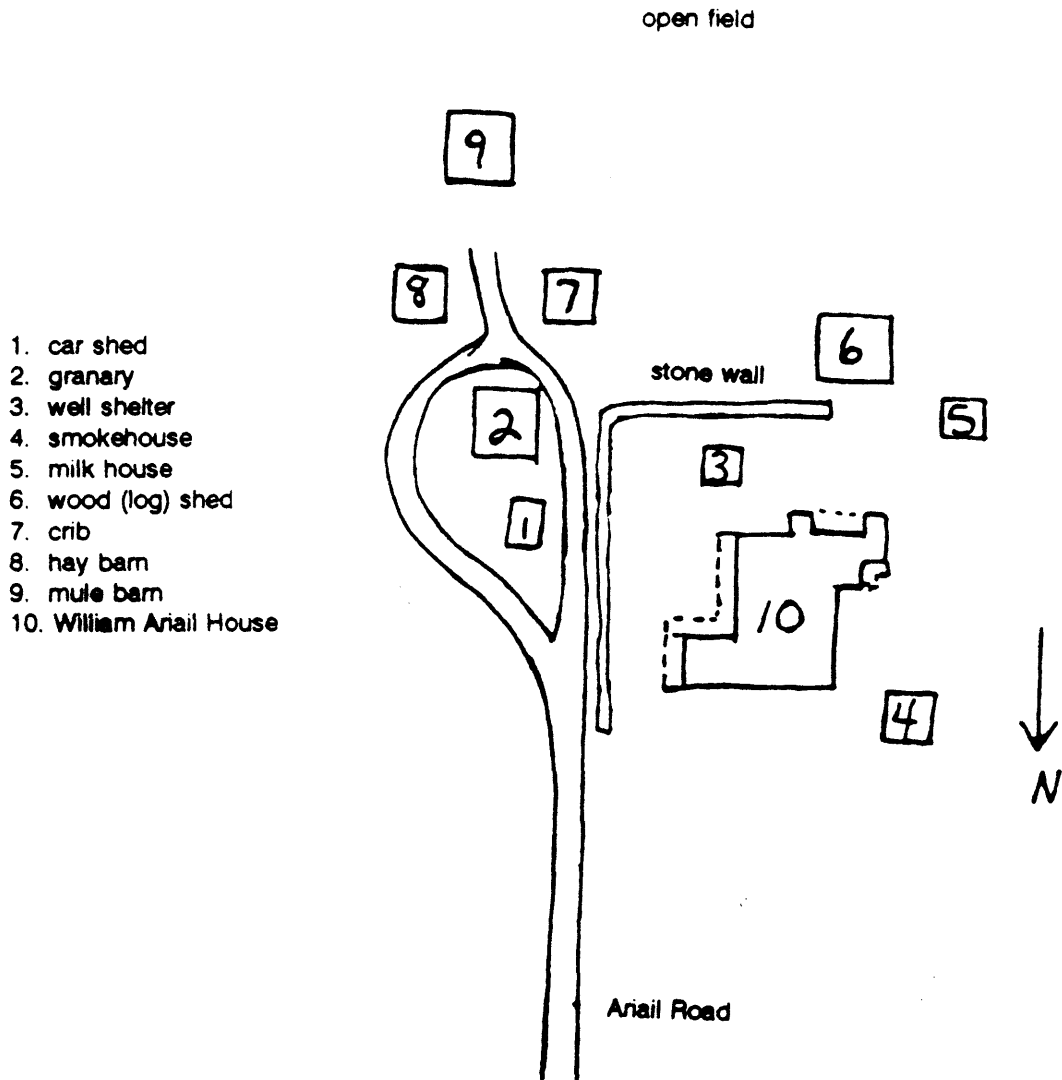 open field
9
8
7
6
stone wall
5
2
3
1
1. car shed
2. granary
3. well shelter
4. smokehouse
5. milk house
6. wood (log) shed
7. crib
8. hay barn
9. mule barn
10. William Ariail House
10
4
N
Ariail Road